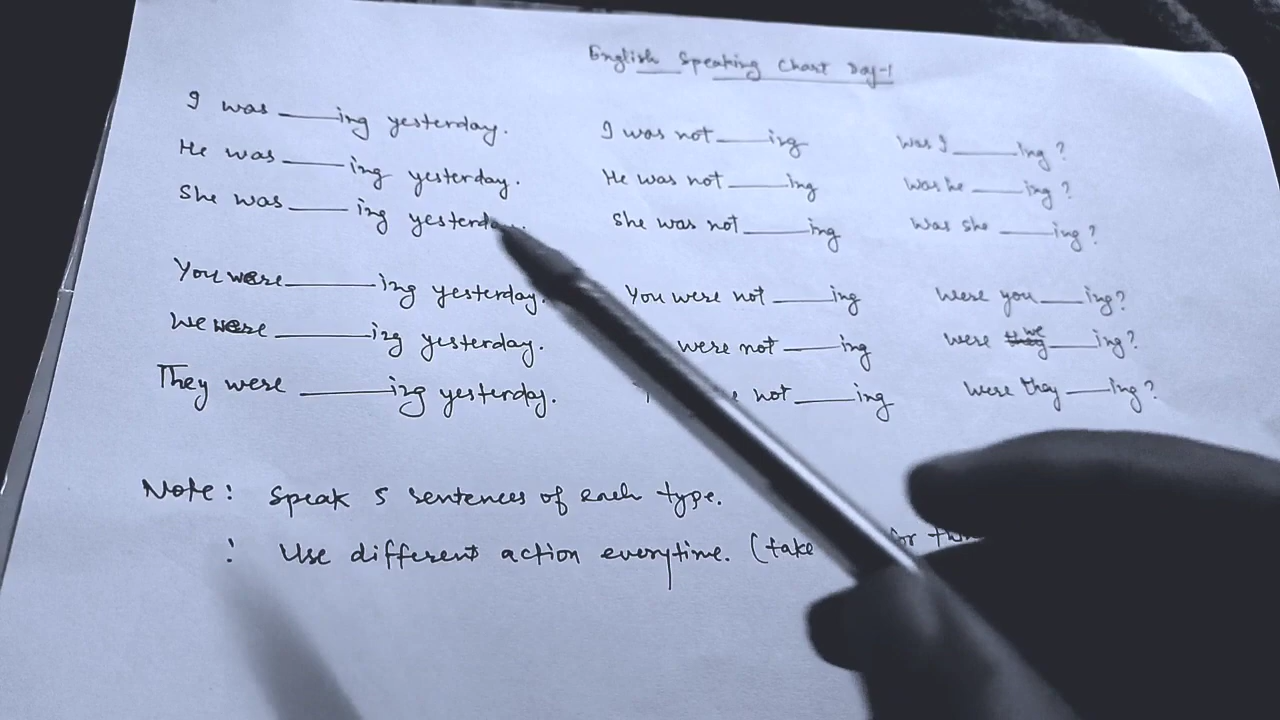 English Speaking Chart Day-1
I was ____ing yesterday. I was not ____ing Was I ____ing?
He was ____ing yesterday. He was not ____ing Was he ____ing?
She was ____ing She was not ____ing Was she ____ing?
You were ____ing yesterday. You were not ____ing Were you ____ing?
We were ____ing yesterday. were not ____ing were we ____ing?
They were ____ing yesterday. not ____ing Were they ____ing?
Note: Speak 5 sentences of each type.
: Use different action everytime. (take for